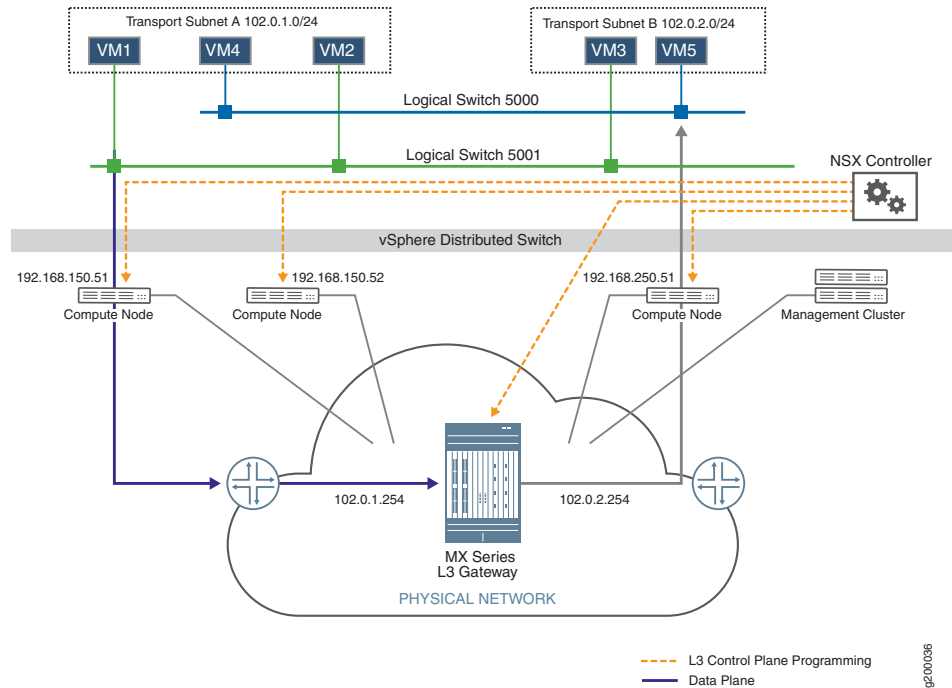 Transport Subnet A 102.0.1.0/24
Transport Subnet B 102.0.2.0/24
VM1
VM4
VM2
VM3
VM5
Logical Switch 5000
Logical Switch 5001
NSX Controller
vSphere Distributed Switch
192.168.150.51
192.168.150.52
192.168.250.51
Compute Node
Compute Node
Compute Node
Management Cluster
102.0.1.254
102.0.2.254
MX Series
L3 Gateway
PHYSICAL NETWORK
L3 Control Plane Programming
Data Plane
g200036